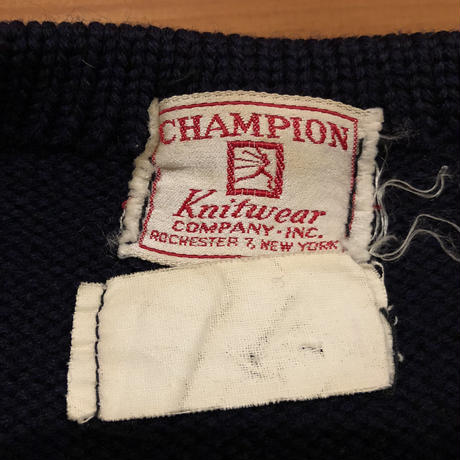 CHAMPION
Knitwear
COMPANY·INC.
ROCHESTER 7, NEW YORK